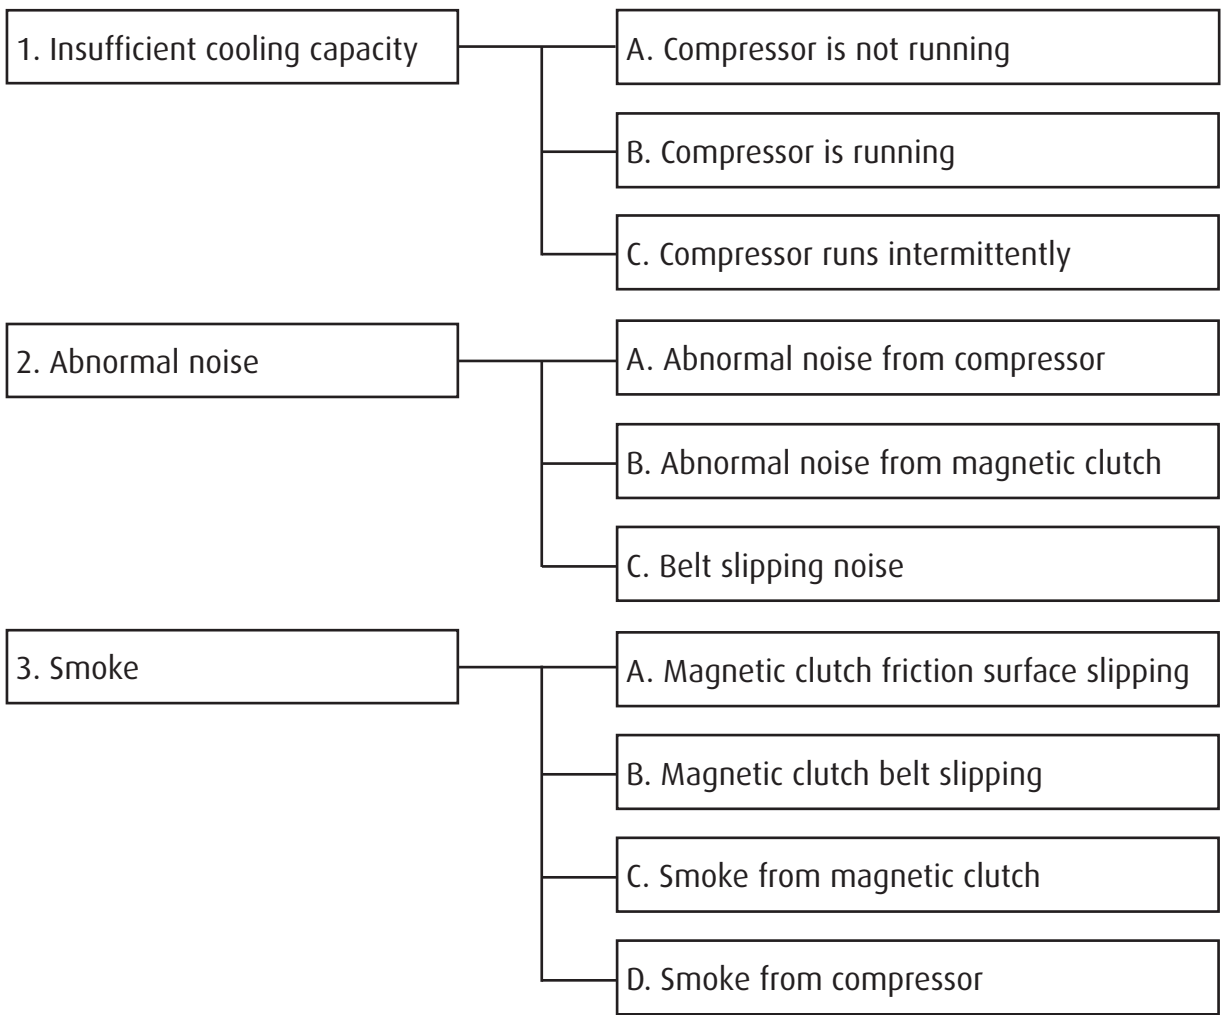 1. Insufficient cooling capacity
A. Compressor is not running
B. Compressor is running
C. Compressor runs intermittently
2. Abnormal noise
A. Abnormal noise from compressor
B. Abnormal noise from magnetic clutch
C. Belt slipping noise
3. Smoke
A. Magnetic clutch friction surface slipping
B. Magnetic clutch belt slipping
C. Smoke from magnetic clutch
D. Smoke from compressor